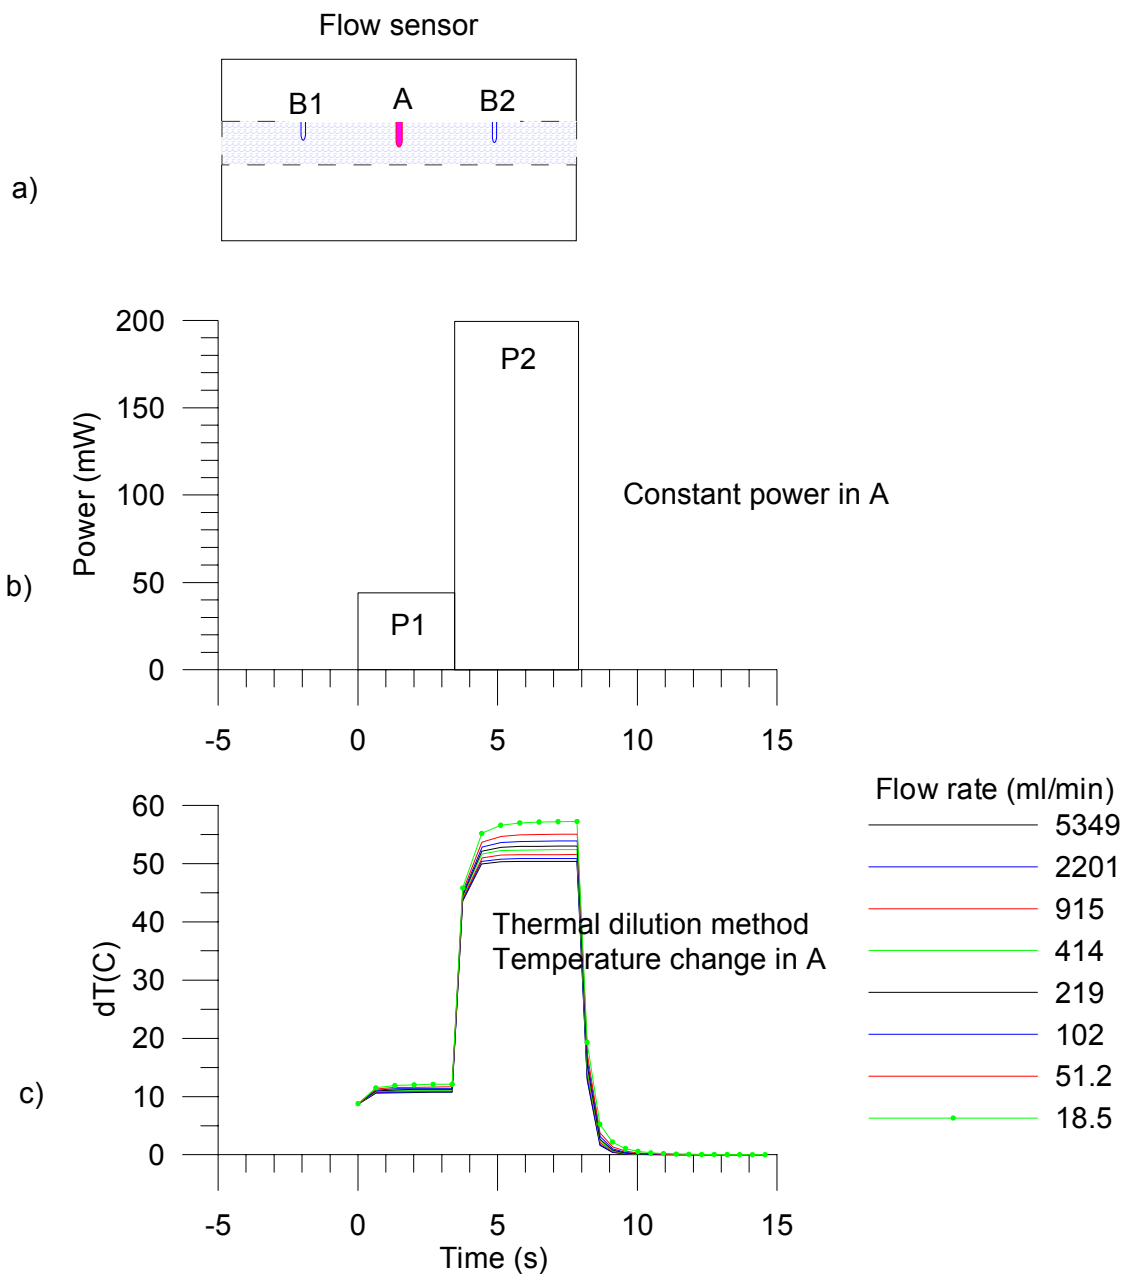 Flow sensor
B1 A B2
a)
200
150
100
50
0
Power (mW)
P2
P1
Constant power in A
b)
-5 0 5 10 15
60
50
40
30
20
10
0
dT(C)
Thermal dilution method
Temperature change in A
c)
-5 0 5 10 15
Time (s)
Flow rate (ml/min)
5349
2201
915
414
219
102
51.2
18.5